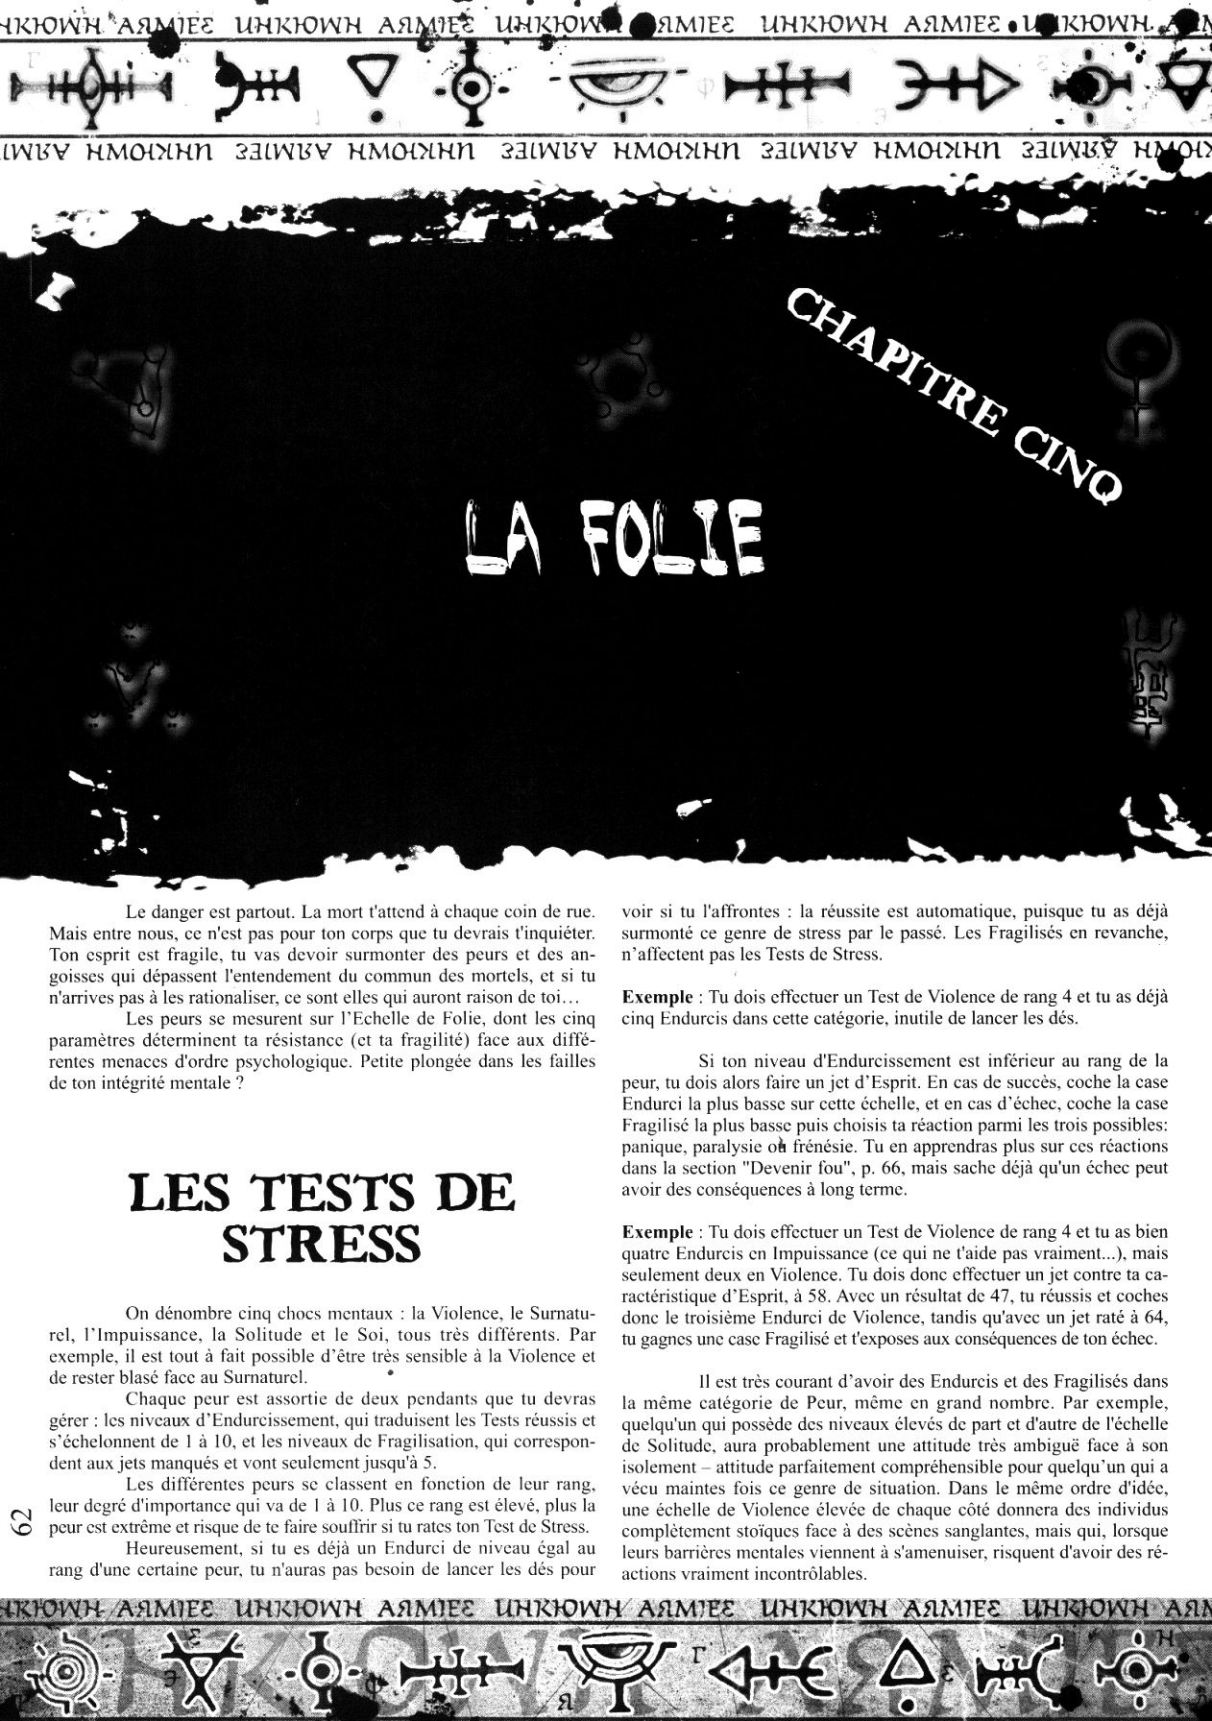 UHKЮWH AЯMIEE UHKЮWH AЯMIEE UHKЮWH AЯMIEE
CHAPITRE CINQ
LA FOLIE
Le danger est partout. La mort t'attend à chaque coin de rue.
Mais entre nous, ce n'est pas pour ton corps que tu devrais t'inquiéter.
Ton esprit est fragile, tu vas devoir surmonter des peurs et des an-
goisses qui dépassent l'entendement du commun des mortels, et si tu
n'arrives pas à les rationaliser, ce sont elles qui auront raison de toi…
Les peurs se mesurent sur l’Echelle de Folie, dont les cinq
paramètres déterminent ta résistance (et ta fragilité) face aux diffé-
rentes menaces d'ordre psychologique. Petite plongée dans les failles
de ton intégrité mentale ?
LES TESTS DE
STRESS
On dénombre cinq chocs mentaux : la Violence, le Surnatu-
rel, l’Impuissance, la Solitude et le Soi, tous très différents. Par
exemple, il est tout à fait possible d’être très sensible à la Violence et
de rester blasé face au Surnaturel.
Chaque peur est assortie de deux pendants que tu devras
gérer : les niveaux d’Endurcissement, qui traduisent les Tests réussis et
s’échelonnent de 1 à 10, et les niveaux de Fragilisation, qui correspon-
dent aux jets manqués et vont seulement jusqu'à 5.
Les différentes peurs se classent en fonction de leur rang,
leur degré d'importance qui va de 1 à 10. Plus ce rang est élevé, plus la
peur est extrême et risque de te faire souffrir si tu rates ton Test de Stress.
Heureusement, si tu es déjà un Endurci de niveau égal au
rang d'une certaine peur, tu n'auras pas besoin de lancer les dés pour
voir si tu l'affrontes : la réussite est automatique, puisque tu as déjà
surmonté ce genre de stress par le passé. Les Fragilisés en revanche,
n’affectent pas les Tests de Stress.
Exemple : Tu dois effectuer un Test de Violence de rang 4 et tu as déjà
cinq Endurcis dans cette catégorie, inutile de lancer les dés.
Si ton niveau d'Endurcissement est inférieur au rang de la
peur, tu dois alors faire un jet d’Esprit. En cas de succès, coche la case
Endurci la plus basse sur cette échelle, et en cas d’échec, coche la case
Fragilisé la plus basse puis choisis ta réaction parmi les trois possibles:
panique, paralysie ou frénésie. Tu en apprendras plus sur ces réactions
dans la section "Devenir fou", p. 66, mais sache déjà qu'un échec peut
avoir des conséquences à long terme.
Exemple : Tu dois effectuer un Test de Violence de rang 4 et tu as bien
quatre Endurcis en Impuissance (ce qui ne t'aide pas vraiment...), mais
seulement deux en Violence. Tu dois donc effectuer un jet contre ta ca-
ractéristique d’Esprit, à 58. Avec un résultat de 47, tu réussis et coches
donc le troisième Endurci de Violence, tandis qu'avec un jet raté à 64,
tu gagnes une case Fragilisé et t'exposes aux conséquences de ton échec.
Il est très courant d’avoir des Endurcis et des Fragilisés dans
la même catégorie de Peur, même en grand nombre. Par exemple,
quelqu'un qui possède des niveaux élevés de part et d'autre de l'échelle
de Solitude, aura probablement une attitude très ambiguë face à son
isolement – attitude parfaitement compréhensible pour quelqu’un qui a
vécu maintes fois ce genre de situation. Dans le même ordre d'idée,
une échelle de Violence élevée de chaque côté donnera des individus
complètement stoïques face à des scènes sanglantes, mais qui, lorsque
leurs barrières mentales viennent à s'amenuiser, risquent d'avoir des ré-
actions vraiment incontrôlables.
62
UHKЮWH AЯMIEE UHKЮWH AЯMIEE UHKЮWH AЯMIEE UHKЮWH